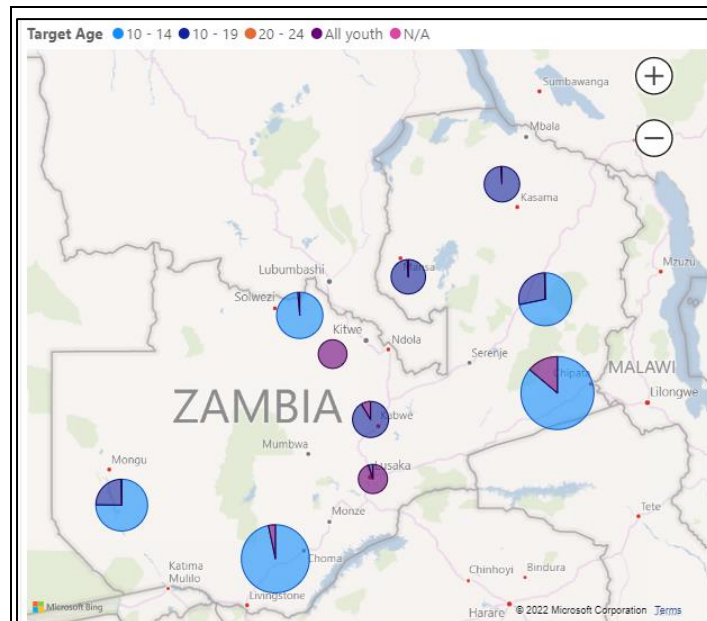 Target Age 10 - 14 10 - 19 20 - 24 All youth N/A
Sumbawanga
Mbala
Kasama
Mansa
Lubumbashi
Mzuzu
Solwezi
Kitwe
Ndola
Serenje
MALAWI
Chipata
Lilongwe
ZAMBIA
Kabwe
Mumbwa
Lusaka
Mongu
Monze
Tete
Choma
Katima
Mulilo
Chinhoyi
Bindura
Livingstone
Microsoft Bing
Harare
© 2022 Microsoft Corporation Terms